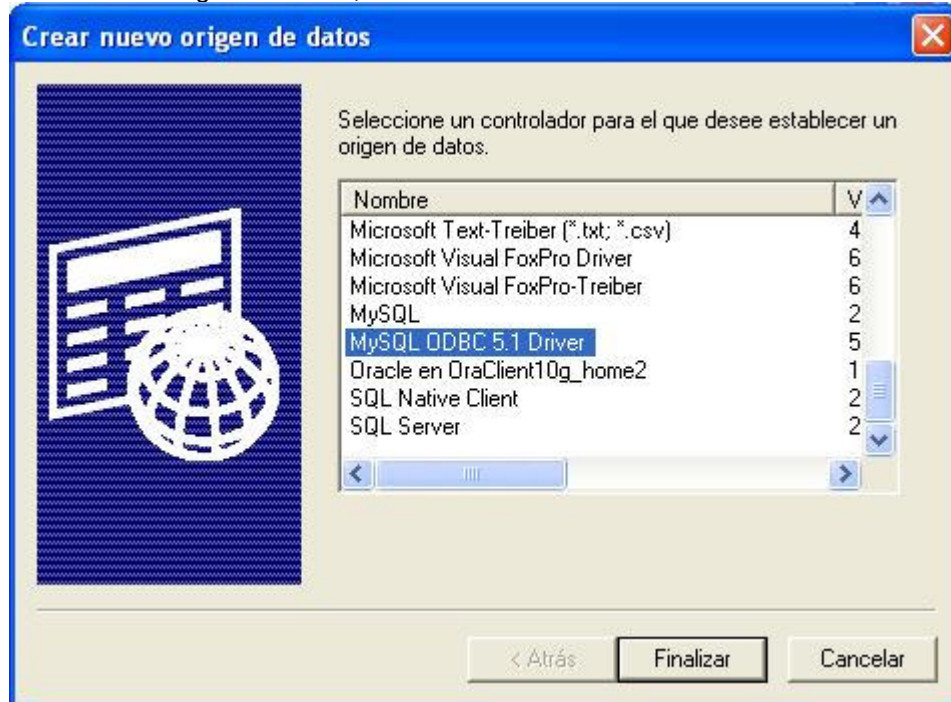 Crear nuevo origen de datos
Seleccione un controlador para el que desee establecer un
origen de datos.
Nombre V
Microsoft Text-Treiber (*.txt; *.csv) 4
Microsoft Visual FoxPro Driver 6
Microsoft Visual FoxPro-Treiber 6
MySQL 2
MySQL ODBC 5.1 Driver 5
Oracle en OraClient10g_home2 1
SQL Native Client 2
SQL Server 2
< Atrás Finalizar Cancelar